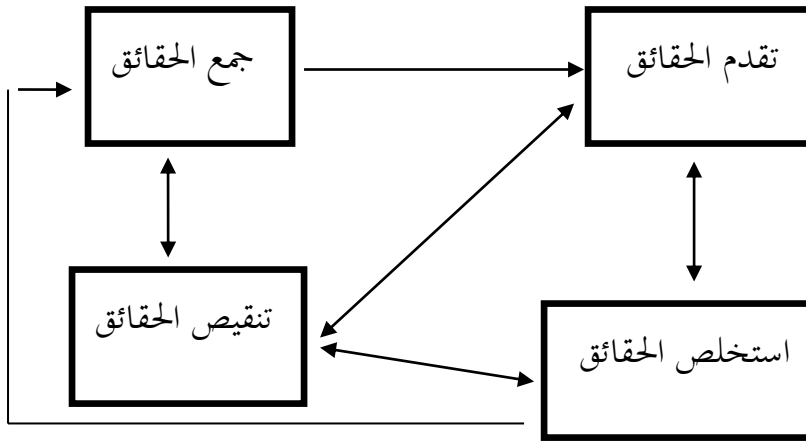 تقدم الحقائق
جمع الحقائق
استخلص الحقائق
تنقيص الحقائق